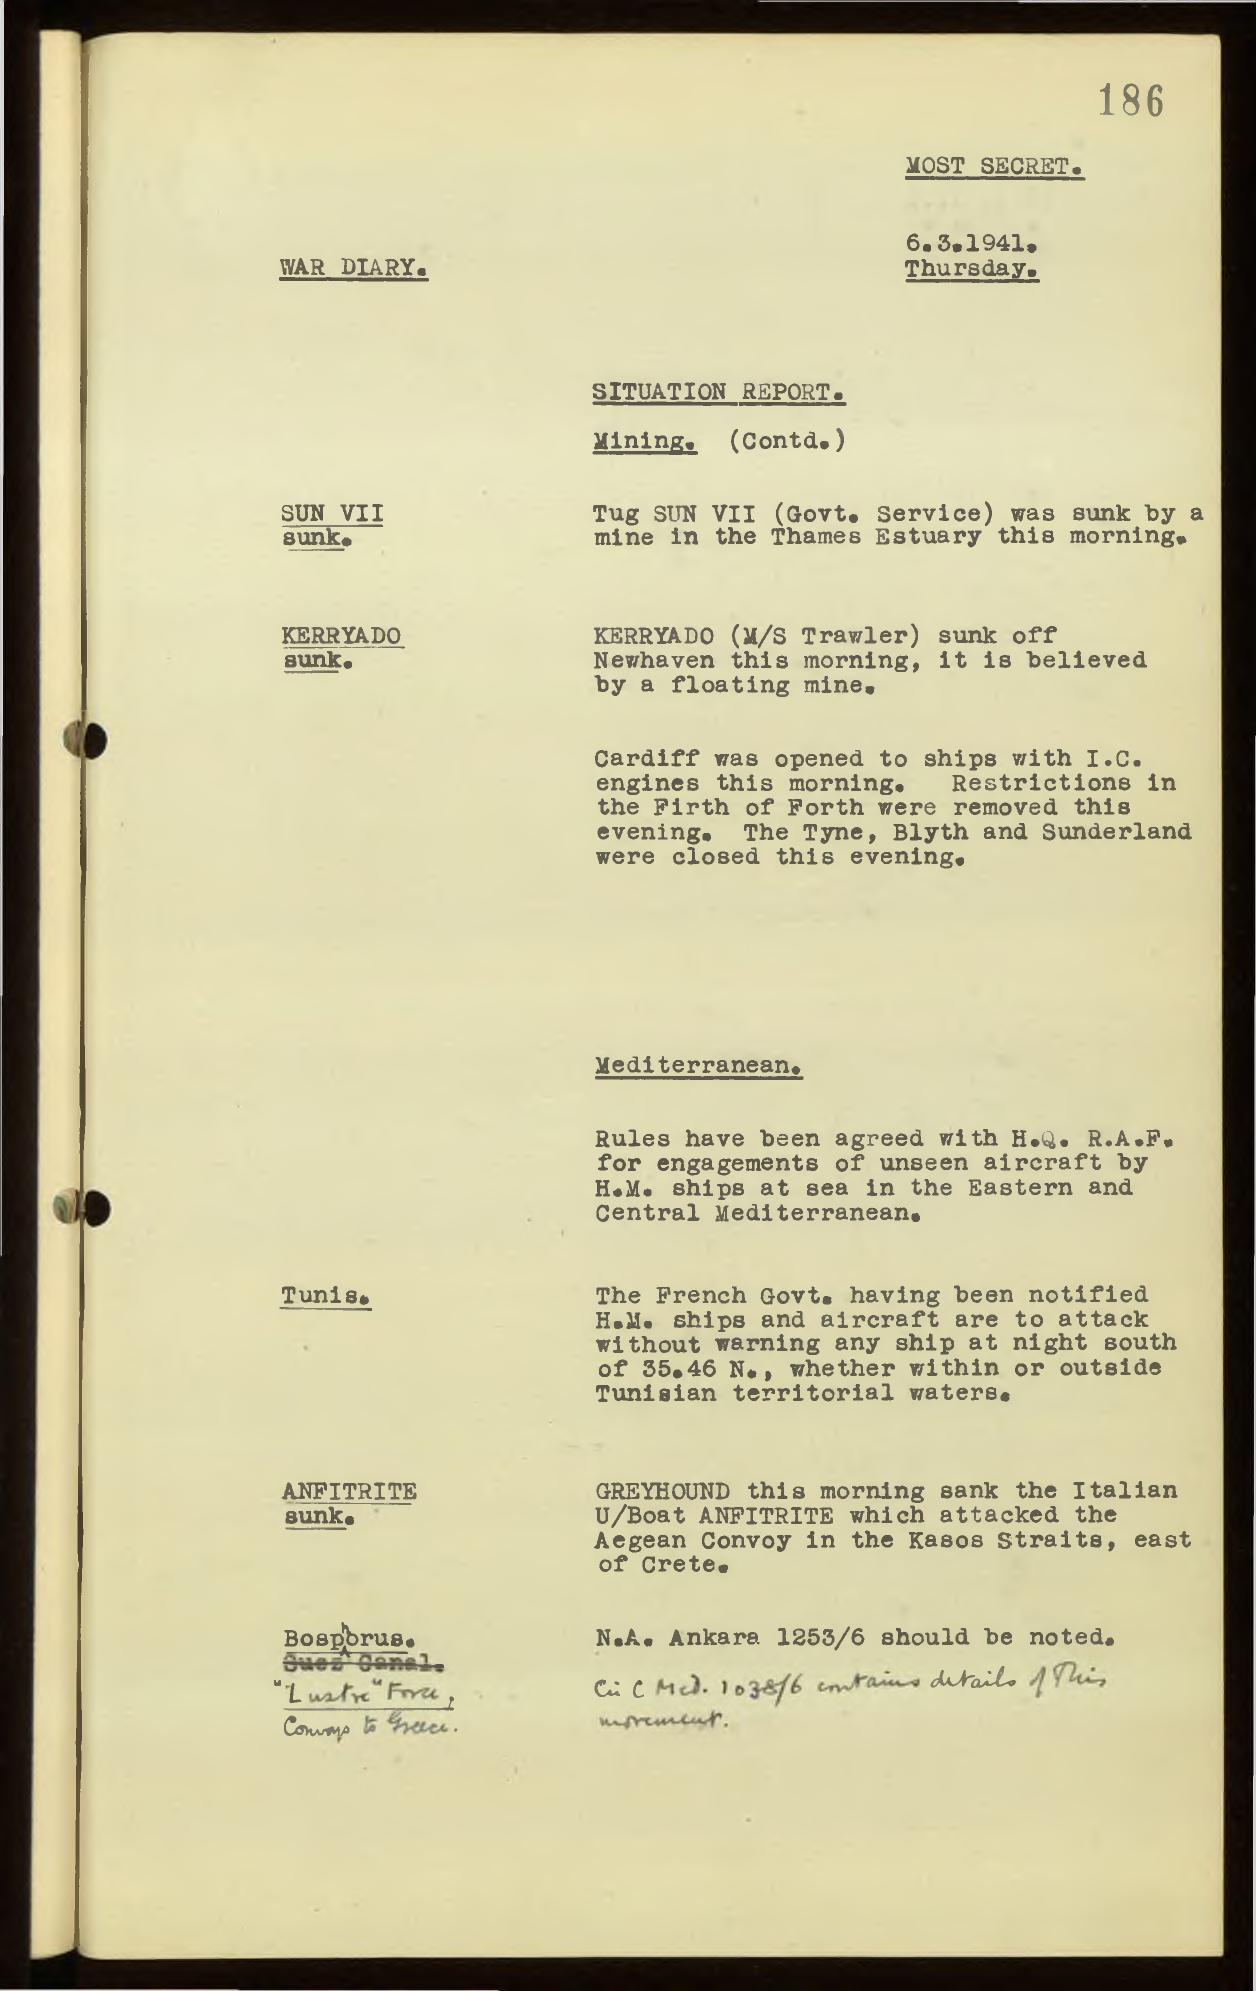 186
MOST SECRET.
6.3.1941.
WAR DIARY.
Thursday.
SITUATION REPORT.
Mining. (Contd.)
SUN VII
sunk.
Tug SUN VII (Govt. Service) was sunk by a
mine in the Thames Estuary this morning.
KERRYADO
sunk.
KERRYADO (M/S Trawler) sunk off
Newhaven this morning, it is believed
by a floating mine.
Cardiff was opened to ships with I.C.
engines this morning. Restrictions in
the Firth of Forth were removed this
evening. The Tyne, Blyth and Sunderland
were closed this evening.
Mediterranean.
Rules have been agreed with H.Q. R.A.F.
for engagements of unseen aircraft by
H.M. ships at sea in the Eastern and
Central Mediterranean.
Tunis.
The French Govt. having been notified
H.M. ships and aircraft are to attack
without warning any ship at night south
of 35.46 N., whether within or outside
Tunisian territorial waters.
ANFITRITE
sunk.
GREYHOUND this morning sank the Italian
U/Boat ANFITRITE which attacked the
Aegean Convoy in the Kasos Straits, east
of Crete.
Bosphorus.
Suez Canal.
"Lustre" Force,
Convoys to Greece.
N.A. Ankara 1253/6 should be noted.
C in C Med. 1038/6 contains details of this
movement.